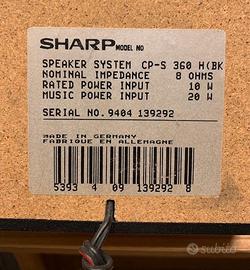 SHARP MODEL NO
SPEAKER SYSTEM CP-S 360 H(BK
NOMINAL IMPEDANCE 8 OHMS
RATED POWER INPUT 10 W
MUSIC POWER INPUT 20 W
SERIAL NO. 9404 139292
MADE IN GERMANY
FABRIQUE EN ALLEMAGNE
5393 4 09 139292 8
subito